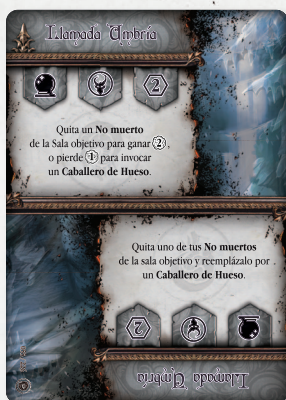 Llamada Umbría
2
Quita un No muerto
de la Sala objetivo para ganar 2,
o pierde 1 para invocar
un Caballero de Hueso.
Quita uno de tus No muertos
de la sala objetivo y reemplázalo por
un Caballero de Hueso.
2
Llamada Umbría